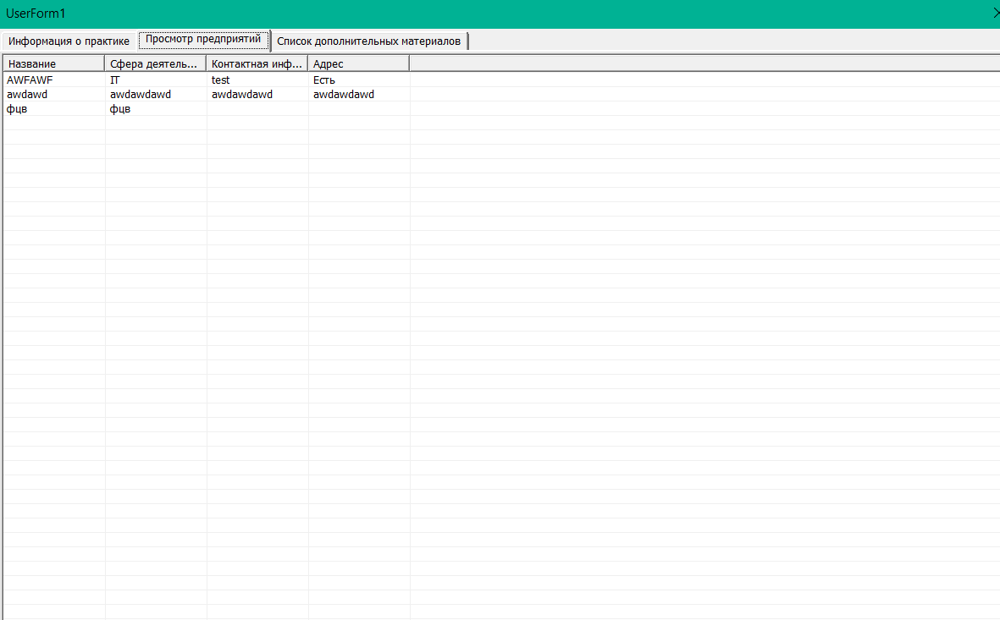 UserForm1
Информация о практике Просмотр предприятий Список дополнительных материалов
Название Сфера деятель... Контактная инф... Адрес
AWFAWF IT test Есть
awdawd awdawdawd awdawdawd awdawdawd
фцв фцв